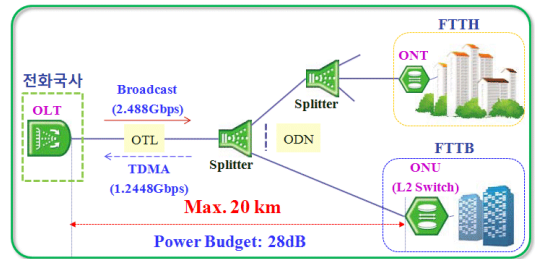 FTTH
ONT
전화국사
OLT
Broadcast
(2.488Gbps)
Splitter
OTL
ODN
Splitter
TDMA
(1.2448Gbps)
FTTB
ONU
(L2 Switch)
Max. 20 km
Power Budget: 28dB